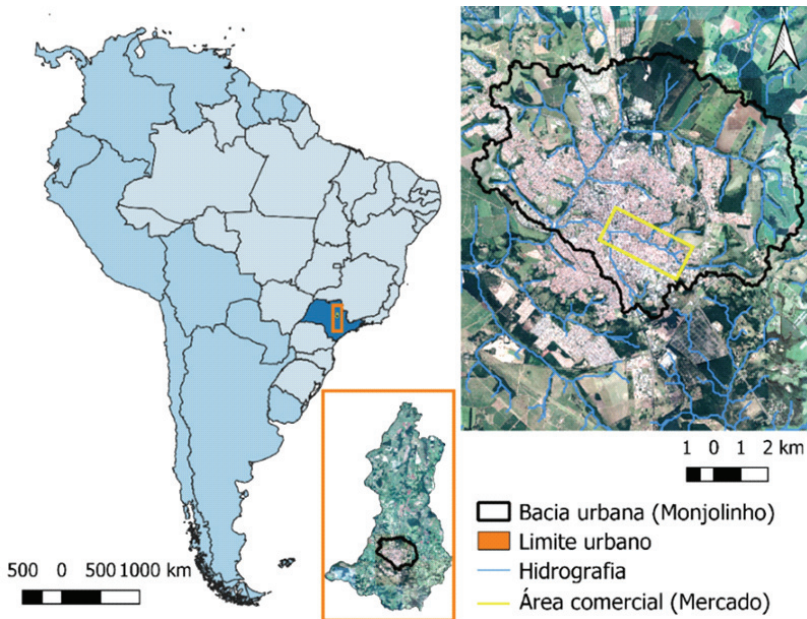 1 0 1 2 km
Bacia urbana (Monjolinho)
Limite urbano
Hidrografia
Área comercial (Mercado)
500 0 500 1000 km